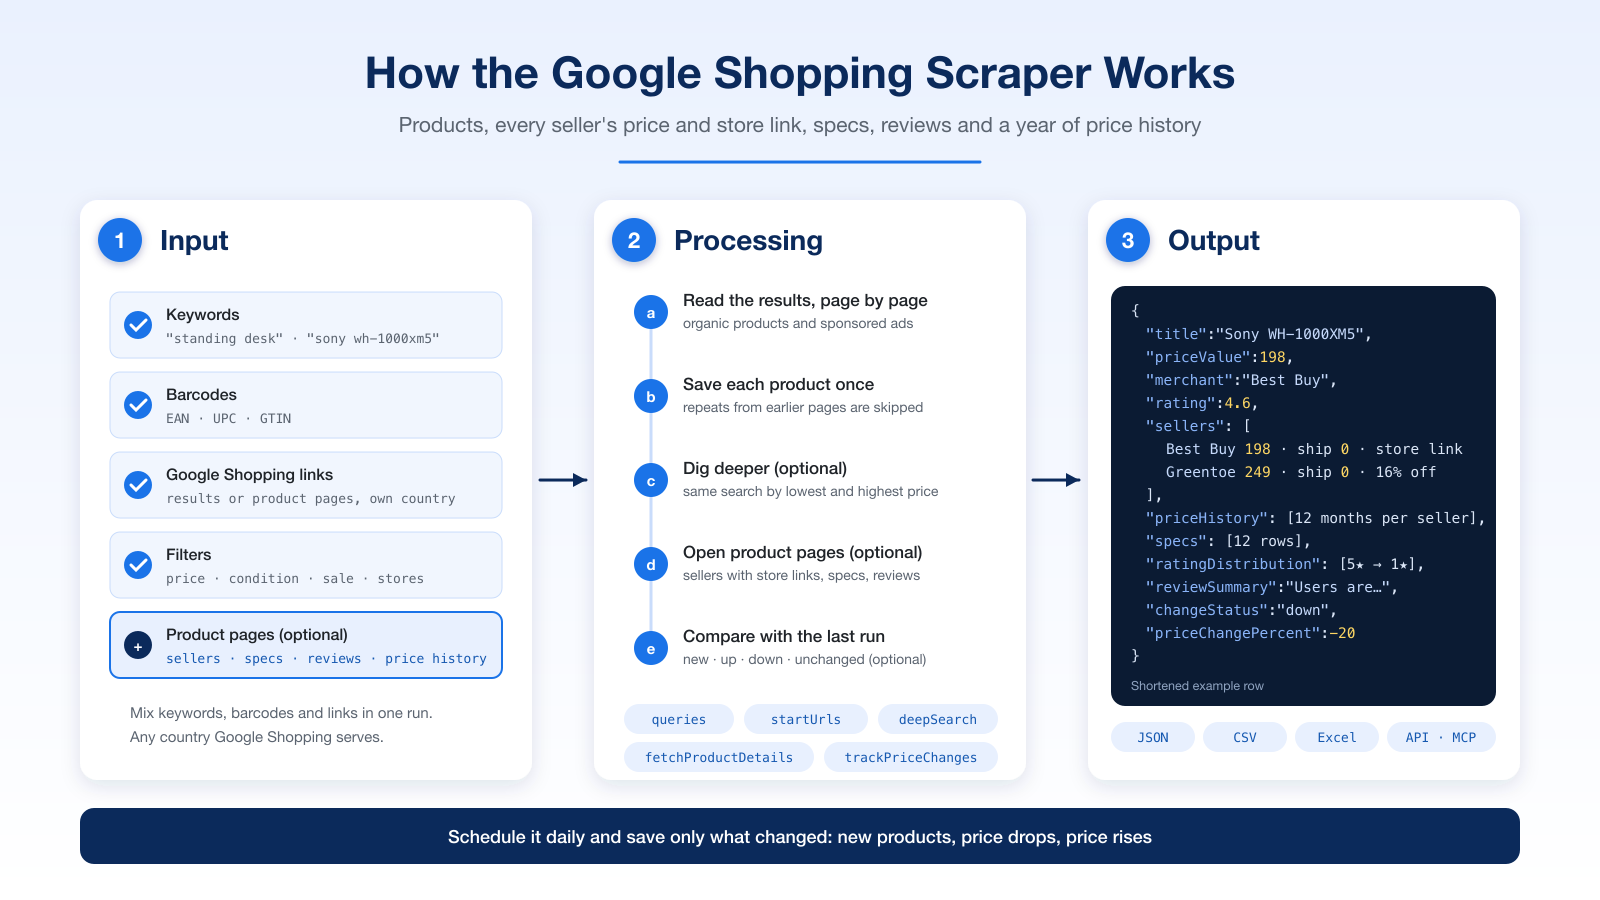 How the Google Shopping Scraper Works
Products, every seller's price and store link, specs, reviews and a year of price history
1
Input
Keywords
"standing desk" · "sony wh-1000xm5"
Barcodes
EAN · UPC · GTIN
Google Shopping links
results or product pages, own country
Filters
price · condition · sale · stores
+
Product pages (optional)
sellers · specs · reviews · price history
Mix keywords, barcodes and links in one run.
Any country Google Shopping serves.
2
Processing
a
Read the results, page by page
organic products and sponsored ads
b
Save each product once
repeats from earlier pages are skipped
c
Dig deeper (optional)
same search by lowest and highest price
d
Open product pages (optional)
sellers with store links, specs, reviews
e
Compare with the last run
new · up · down · unchanged (optional)
queries
startUrls
deepSearch
fetchProductDetails
trackPriceChanges
3
Output
{
"title":"Sony WH-1000XM5",
"priceValue":198,
"merchant":"Best Buy",
"rating":4.6,
"sellers": [
Best Buy 198 · ship 0 · store link
Greentoe 249 · ship 0 · 16% off
],
"priceHistory": [12 months per seller],
"specs": [12 rows],
"ratingDistribution": [5★ → 1★],
"reviewSummary":"Users are…",
"changeStatus":"down",
"priceChangePercent":-20
}
Shortened example row
JSON
CSV
Excel
API · MCP
Schedule it daily and save only what changed: new products, price drops, price rises